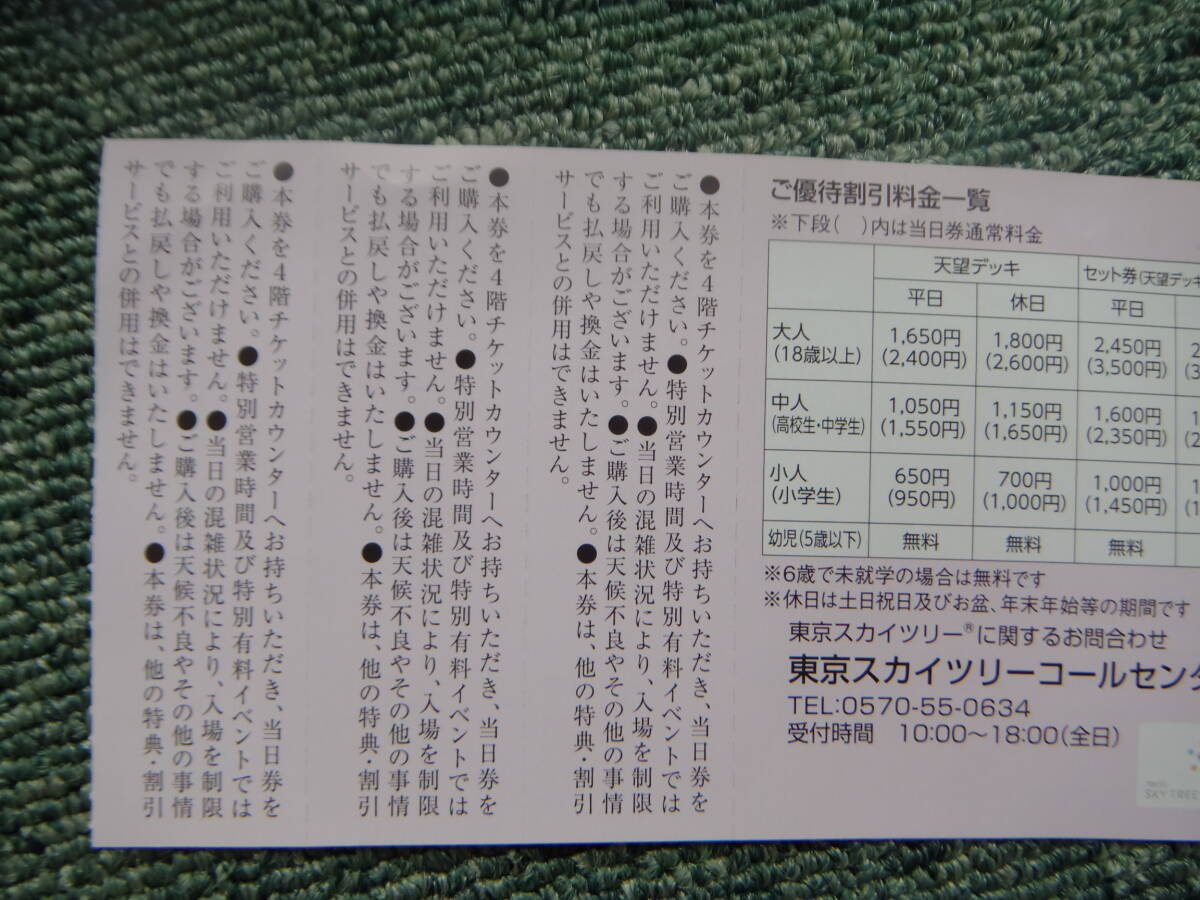 ご優待割引料金一覧
※下段( )内は当日券通常料金
天望デッキ セット券(天望デッキ
平日 休日 平日
大人 1,650円 1,800円 2,450円
(18歳以上) (2,400円) (2,600円) (3,500円)
中人 1,050円 1,150円 1,600円
(高校生・中学生) (1,550円) (1,650円) (2,350円)
小人 650円 700円 1,000円
(小学生) (950円) (1,000円) (1,450円)
幼児(5歳以下) 無料 無料 無料
※6歳で未就学の場合は無料です
※休日は土日祝日及びお盆、年末年始等の期間です
東京スカイツリー®に関するお問合わせ
東京スカイツリーコールセンタ
TEL:0570-55-0634
受付時間 10:00～18:00(全日)
SKYTREE
●本券を4階チケットカウンターへお持ちいただき、当日券を
ご購入ください。●特別営業時間及び特別有料イベントでは
ご利用いただけません。●当日の混雑状況により、入場を制限
する場合がございます。●ご購入後は天候不良やその他の事情
でも払戻しや換金はいたしません。●本券は、他の特典・割引
サービスとの併用はできません。
●本券を4階チケットカウンターへお持ちいただき、当日券を
ご購入ください。●特別営業時間及び特別有料イベントでは
ご利用いただけません。●当日の混雑状況により、入場を制限
する場合がございます。●ご購入後は天候不良やその他の事情
でも払戻しや換金はいたしません。●本券は、他の特典・割引
サービスとの併用はできません。
●本券を4階チケットカウンターへお持ちいただき、当日券を
ご購入ください。●特別営業時間及び特別有料イベントでは
ご利用いただけません。●当日の混雑状況により、入場を制限
する場合がございます。●ご購入後は天候不良やその他の事情
でも払戻しや換金はいたしません。●本券は、他の特典・割引
サービスとの併用はできません。